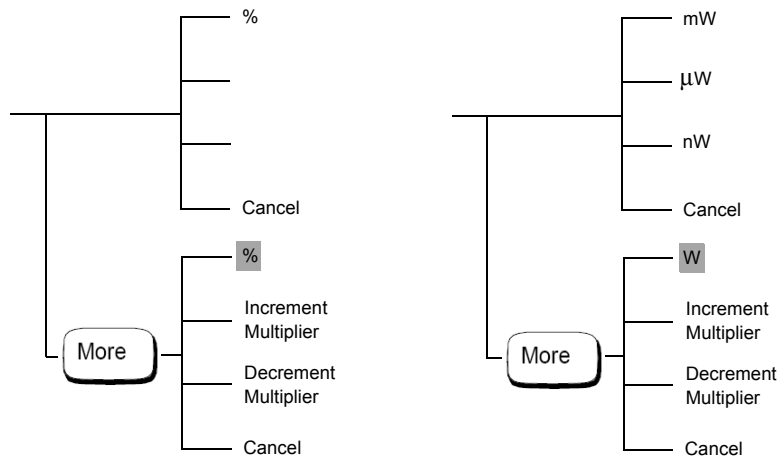 %
Cancel
%
Increment
Multiplier
More
Decrement
Multiplier
Cancel
mW
μW
nW
Cancel
W
Increment
Multiplier
More
Decrement
Multiplier
Cancel